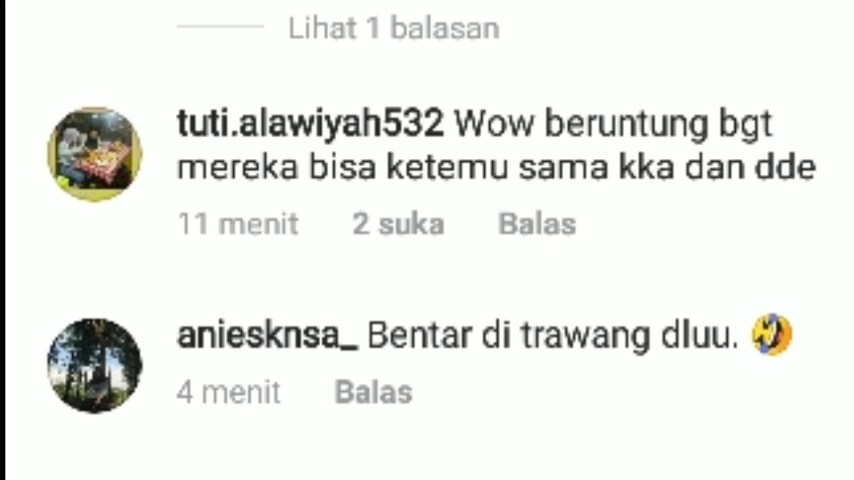 Lihat 1 balasan
tuti.alawiyah532 Wow beruntung bgt
mereka bisa ketemu sama kka dan dde
11 menit 2 suka Balas
aniesknsa_ Bentar di trawang dluu. 🤣
4 menit Balas